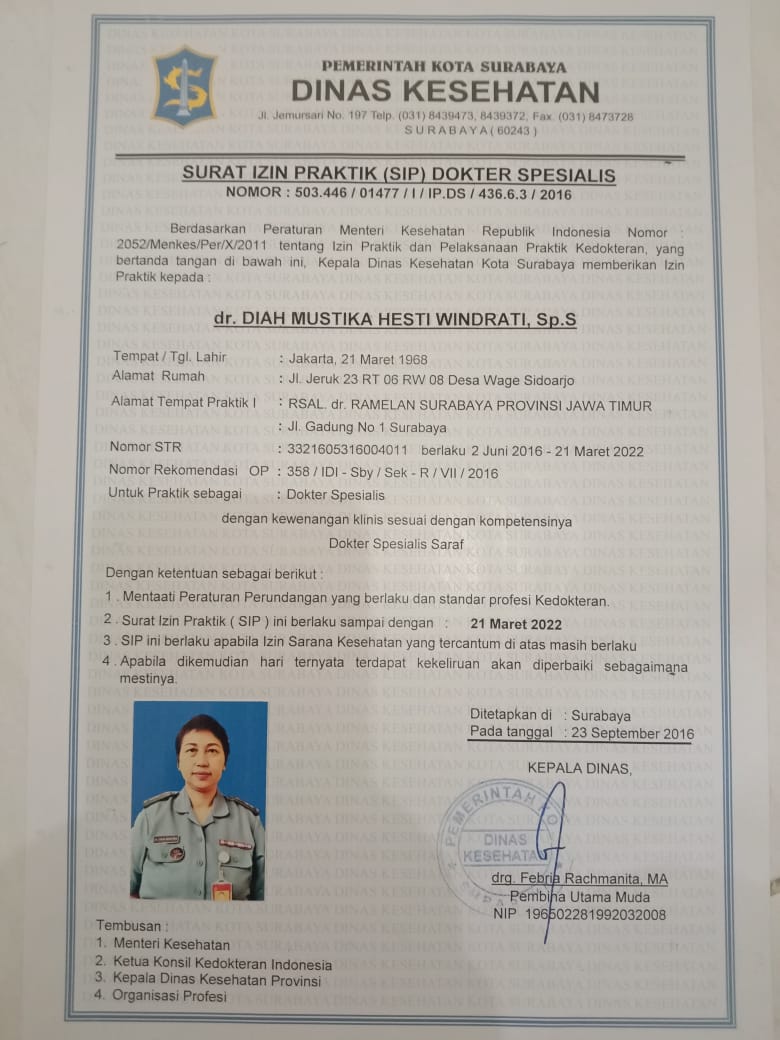 PEMERINTAH KOTA SURABAYA
DINAS KESEHATAN
Jl. Jemursari No. 197 Telp. (031) 8439473, 8439372, Fax. (031) 8473728
S U R A B A Y A ( 60243 )
SURAT IZIN PRAKTIK (SIP) DOKTER SPESIALIS
NOMOR : 503.446 / 01477 / I / IP.DS / 436.6.3 / 2016
Berdasarkan Peraturan Menteri Kesehatan Republik Indonesia Nomor :
2052/Menkes/Per/X/2011 tentang Izin Praktik dan Pelaksanaan Praktik Kedokteran, yang
bertanda tangan di bawah ini, Kepala Dinas Kesehatan Kota Surabaya memberikan Izin
Praktik kepada :
dr. DIAH MUSTIKA HESTI WINDRATI, Sp.S
Tempat / Tgl. Lahir : Jakarta, 21 Maret 1968
Alamat Rumah : Jl. Jeruk 23 RT 06 RW 08 Desa Wage Sidoarjo
Alamat Tempat Praktik I : RSAL. dr. RAMELAN SURABAYA PROVINSI JAWA TIMUR
: Jl. Gadung No 1 Surabaya
Nomor STR : 3321605316004011 berlaku 2 Juni 2016 - 21 Maret 2022
Nomor Rekomendasi OP : 358 / IDI - Sby / Sek - R / VII / 2016
Untuk Praktik sebagai : Dokter Spesialis
dengan kewenangan klinis sesuai dengan kompetensinya
Dokter Spesialis Saraf
Dengan ketentuan sebagai berikut :
1 . Mentaati Peraturan Perundangan yang berlaku dan standar profesi Kedokteran.
2 . Surat Izin Praktik ( SIP ) ini berlaku sampai dengan : 21 Maret 2022
3 . SIP ini berlaku apabila Izin Sarana Kesehatan yang tercantum di atas masih berlaku
4 . Apabila dikemudian hari ternyata terdapat kekeliruan akan diperbaiki sebagaimana
mestinya.
Ditetapkan di : Surabaya
Pada tanggal : 23 September 2016
KEPALA DINAS,
PEMERINTAH KO
DINAS
KESEHATA
drg. Febria Rachmanita, MA
Pembina Utama Muda
NIP 196502281992032008
Tembusan :
1. Menteri Kesehatan
2. Ketua Konsil Kedokteran Indonesia
3. Kepala Dinas Kesehatan Provinsi
4. Organisasi Profesi